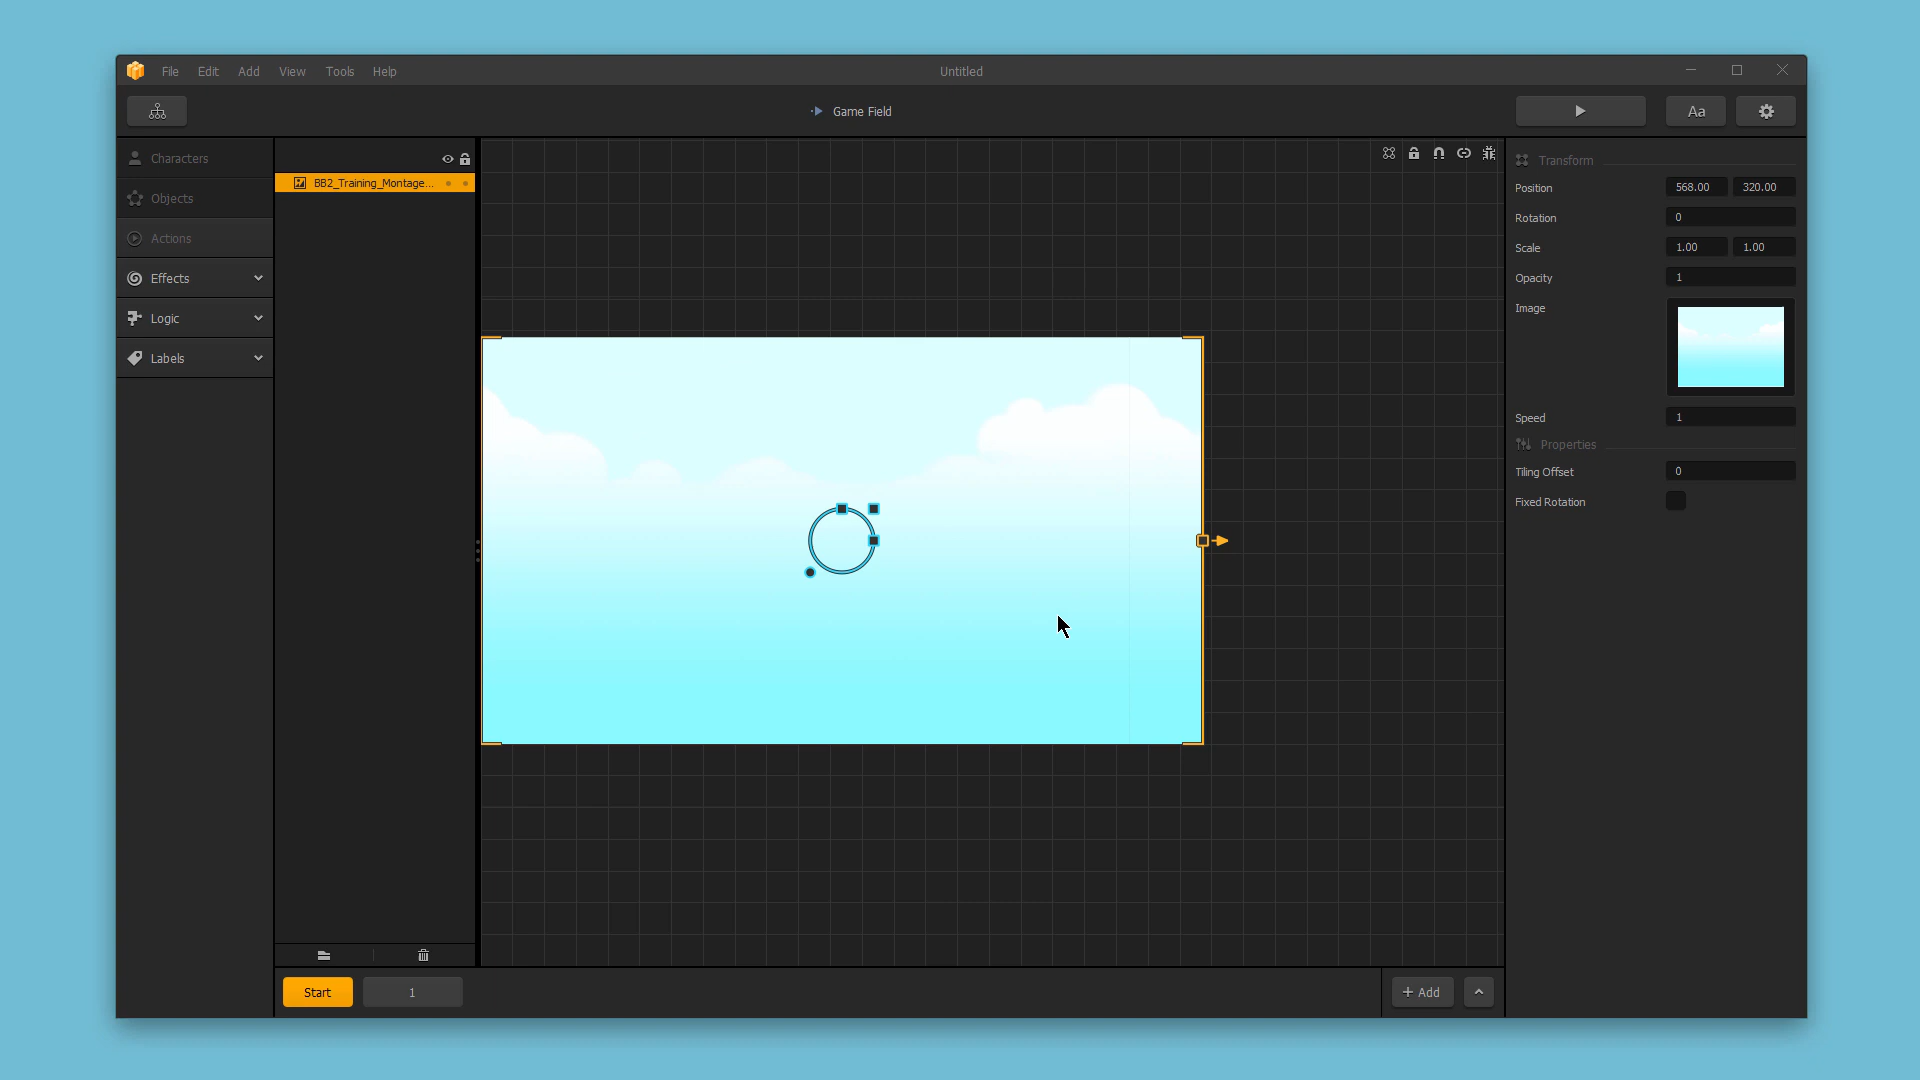 File Edit Add View Tools Help
Untitled
Game Field
Aa
Characters
Objects
Actions
Effects
Logic
Labels
BB2_Training_Montage...
Transform
Position 568.00 320.00
Rotation 0
Scale 1.00 1.00
Opacity 1
Image
Speed 1
Properties
Tiling Offset 0
Fixed Rotation
Start 1
+ Add